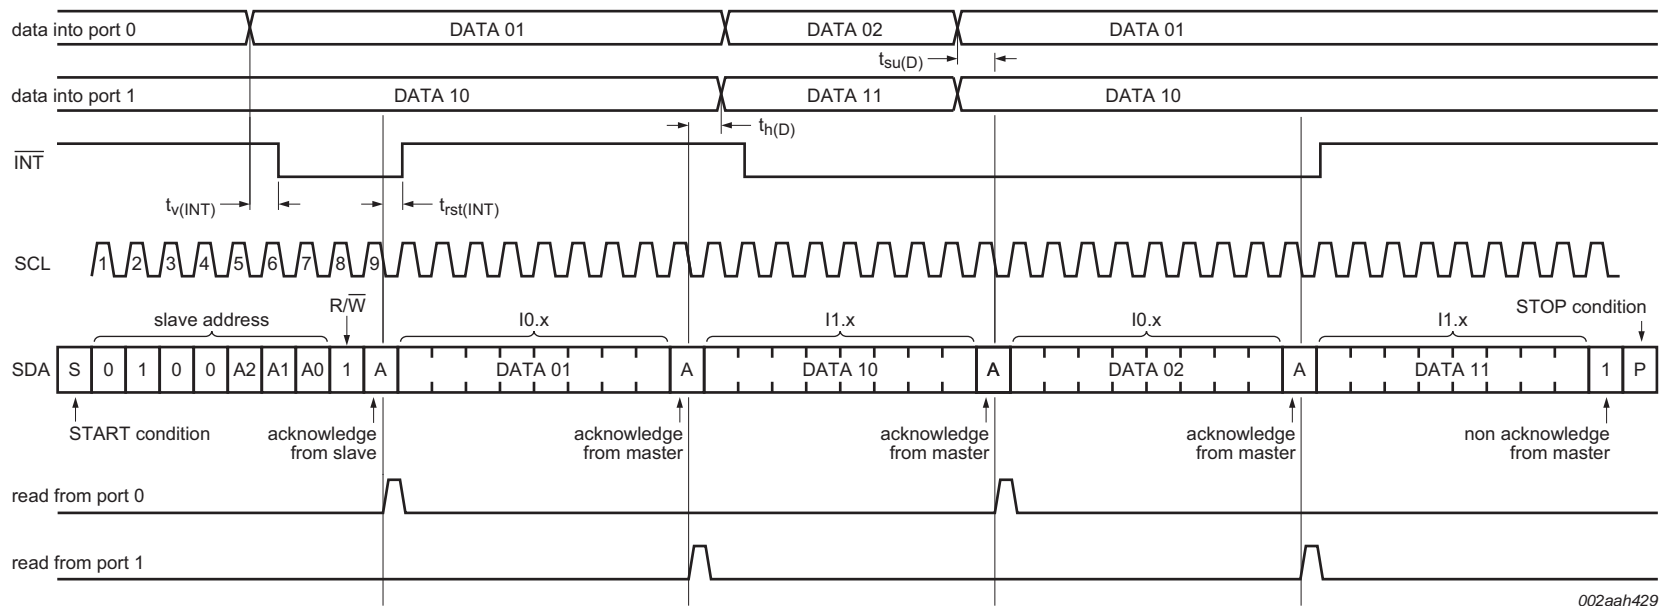 data into port 0 DATA 01 DATA 02 DATA 01
tsu(D)
data into port 1 DATA 10 DATA 11 DATA 10
th(D)
INT
tv(INT) trst(INT)
SCL 1 2 3 4 5 6 7 8 9
R/W STOP condition
slave address I0.x I1.x I0.x I1.x
SDA S 0 1 0 0 A2 A1 A0 1 A DATA 01 A DATA 10 A DATA 02 A DATA 11 1 P
START condition acknowledge acknowledge acknowledge acknowledge non acknowledge
from slave from master from master from master from master
read from port 0
read from port 1
002aah429